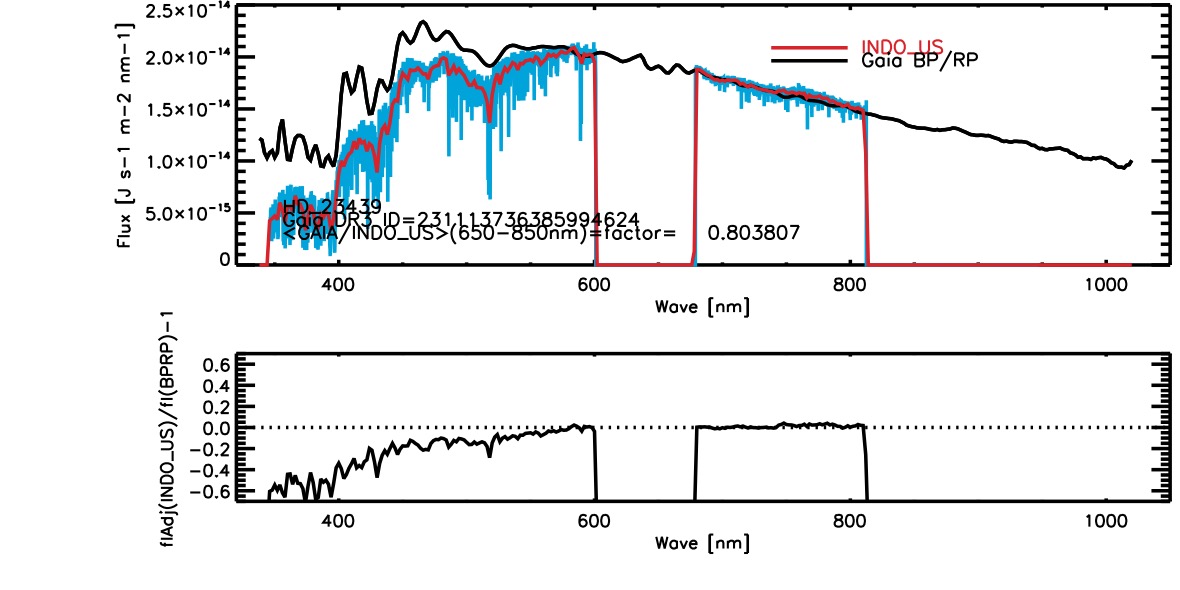 2.5×10⁻¹⁴
2.0×10⁻¹⁴
1.5×10⁻¹⁴
1.0×10⁻¹⁴
5.0×10⁻¹⁵
0
Flux [J s−1 m−2 nm−1]
INDO_US
Gaia BP/RP
HD_23439
Gaia DR3 ID=231113736385994624
<GAIA/INDO_US>(650−850nm)=factor= 0.803807
400 600 800 1000
Wave [nm]
flAdj(INDO_US)/fl(BPRP)−1
0.6
0.4
0.2
0.0
−0.2
−0.4
−0.6
400 600 800 1000
Wave [nm]